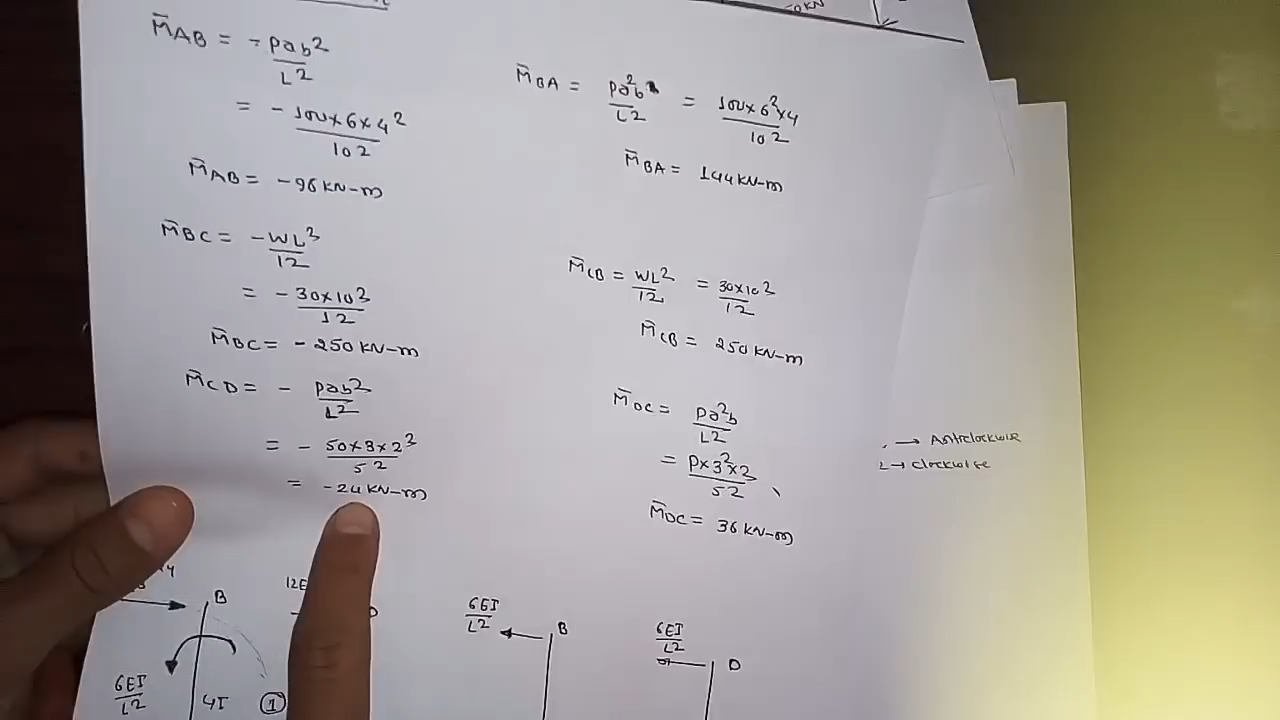 M̄AB = -Pab²/L²
= -100×6×4²/10²
M̄AB = -96 KN-m
M̄BA = Pa²b/L² = 100×6²×4/10²
M̄BA = 144 KN-m
M̄BC = -WL²/12
= -30×10²/12
M̄BC = -250 KN-m
M̄CB = WL²/12 = 30×10²/12
M̄CB = 250 KN-m
M̄CD = -Pab²/L²
= -50×3×2²/5²
= -24 KN-m
M̄DC = Pa²b/L²
= P×3²×2/5²
M̄DC = 36 KN-m
→ Anticlockwise
→ Clockwise
B
6EI/L²
4I
①
12E
6EI/L²
B
6EI/L²
D